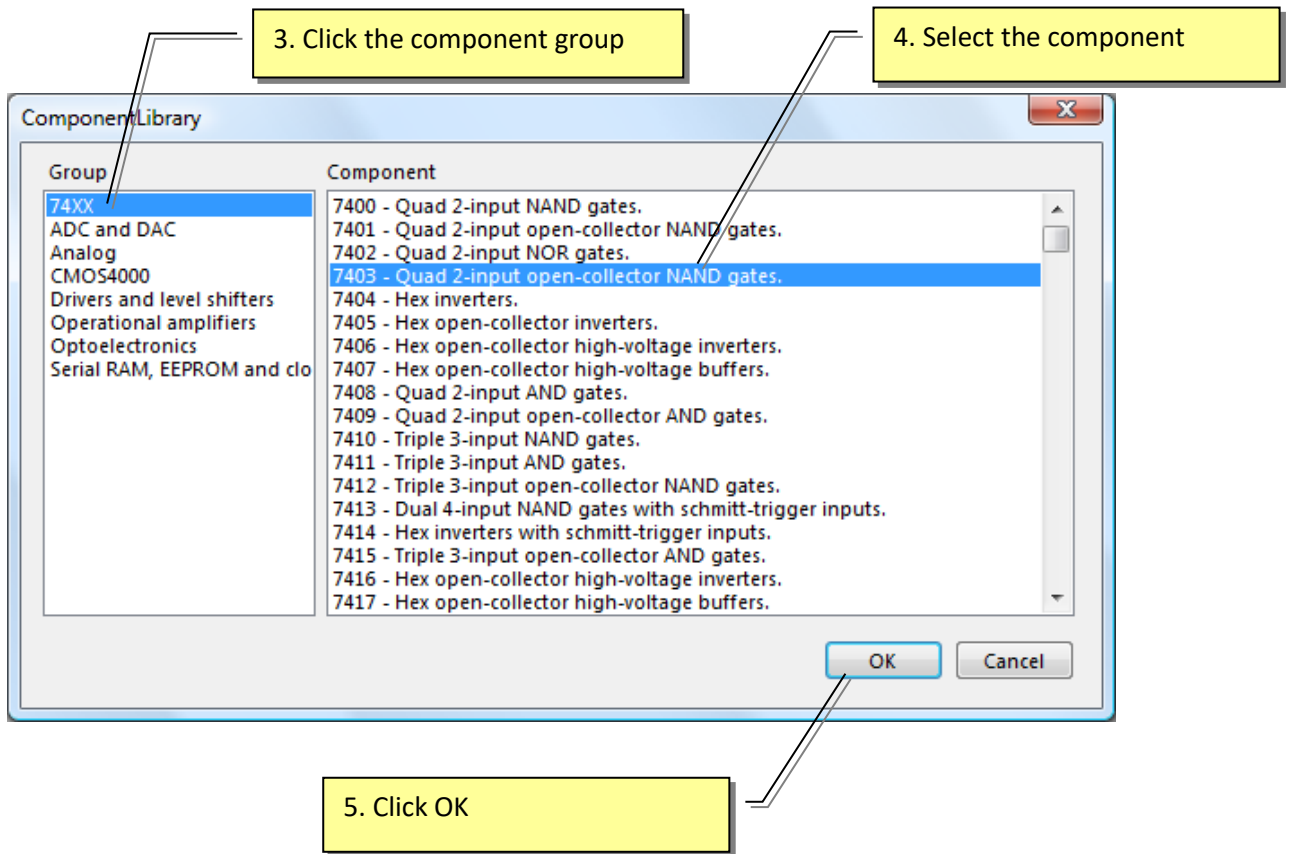 3. Click the component group
4. Select the component
ComponentLibrary
Group
Component
74XX
ADC and DAC
Analog
CMOS4000
Drivers and level shifters
Operational amplifiers
Optoelectronics
Serial RAM, EEPROM and clo
7400 - Quad 2-input NAND gates.
7401 - Quad 2-input open-collector NAND gates.
7402 - Quad 2-input NOR gates.
7403 - Quad 2-input open-collector NAND gates.
7404 - Hex inverters.
7405 - Hex open-collector inverters.
7406 - Hex open-collector high-voltage inverters.
7407 - Hex open-collector high-voltage buffers.
7408 - Quad 2-input AND gates.
7409 - Quad 2-input open-collector AND gates.
7410 - Triple 3-input NAND gates.
7411 - Triple 3-input AND gates.
7412 - Triple 3-input open-collector NAND gates.
7413 - Dual 4-input NAND gates with schmitt-trigger inputs.
7414 - Hex inverters with schmitt-trigger inputs.
7415 - Triple 3-input open-collector AND gates.
7416 - Hex open-collector high-voltage inverters.
7417 - Hex open-collector high-voltage buffers.
OK
Cancel
5. Click OK